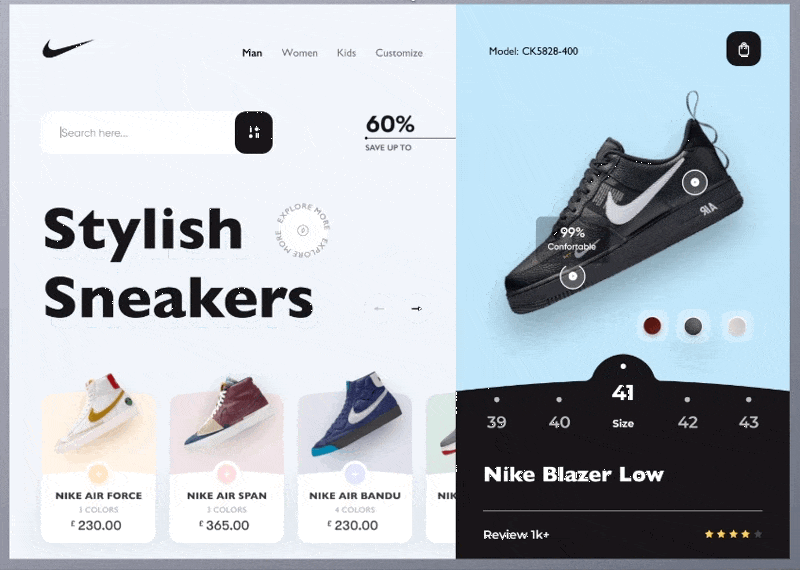 Man Women Kids Customize
Search here...
60%
SAVE UP TO
Stylish
Sneakers
EXPLORE MORE EXPLORE MORE
NIKE AIR FORCE
3 COLORS
£ 230.00
NIKE AIR SPAN
3 COLORS
£ 365.00
NIKE AIR BANDU
4 COLORS
£ 230.00
Model: CK5828-400
AIR
99%
Confortable
39 40 41 42 43
Size
Nike Blazer Low
Review 1k+